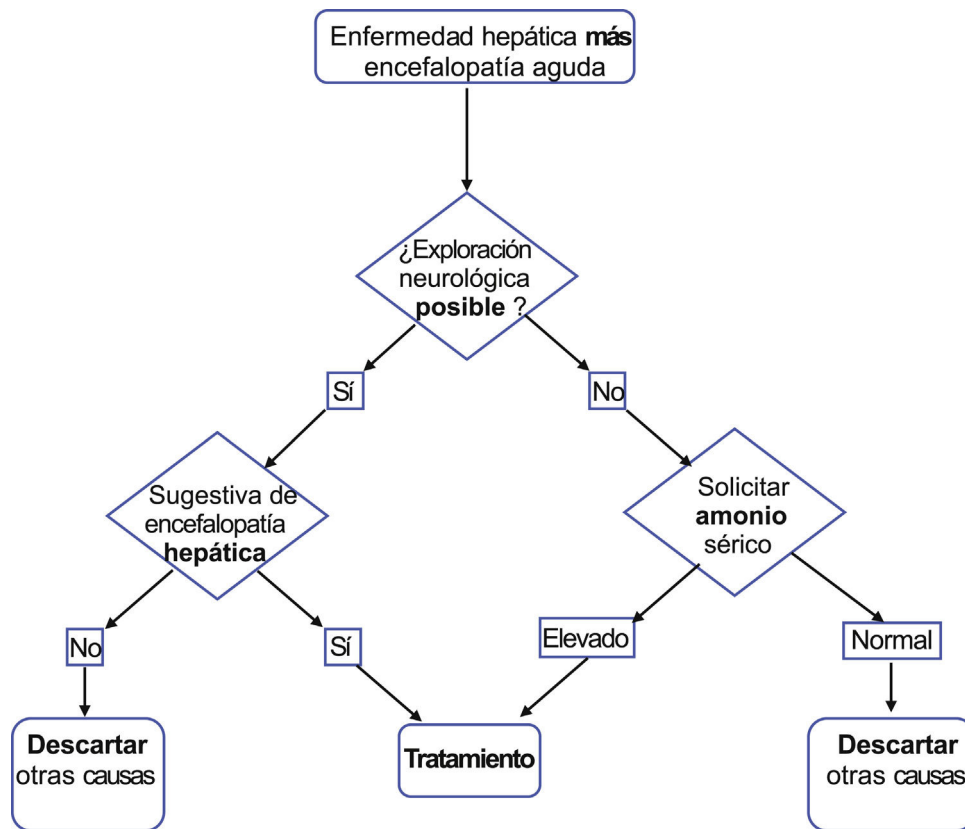 Enfermedad hepática más
encefalopatía aguda
¿Exploración
neurológica
posible ?
Sí
No
Sugestiva de
encefalopatía
hepática
Solicitar
amonio
sérico
No
Sí
Elevado
Normal
Descartar
otras causas
Tratamiento
Descartar
otras causas